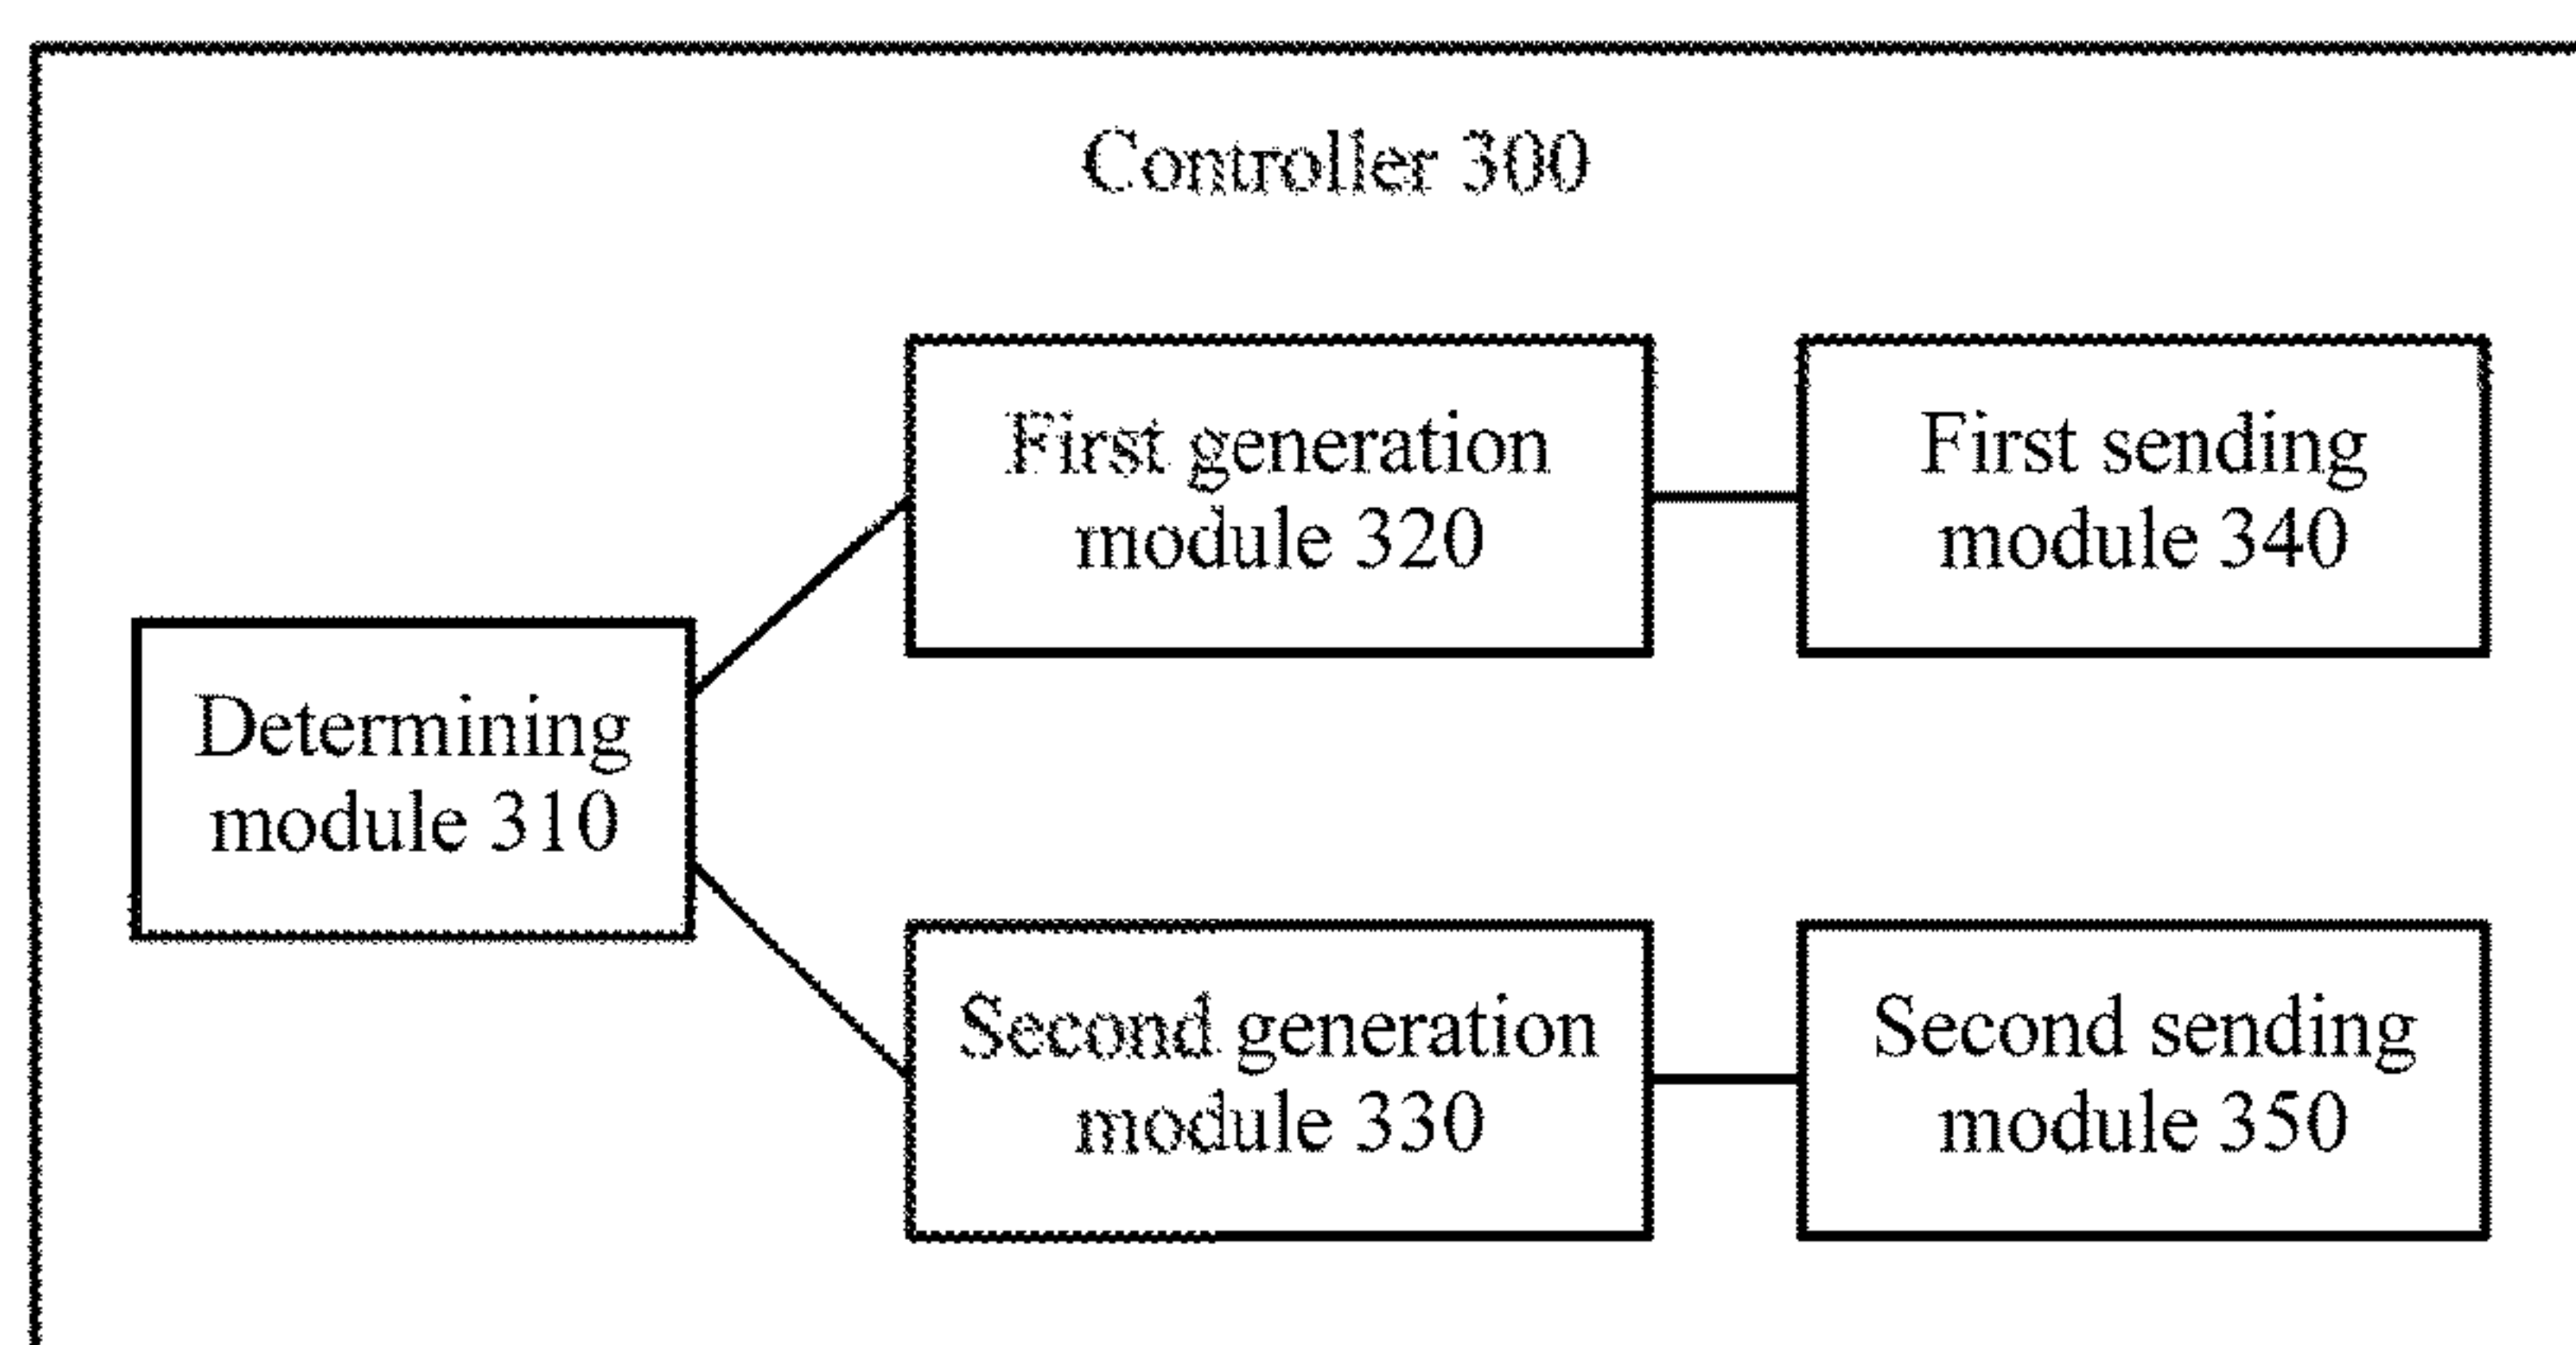 Controller 300
First generation
module 320
First sending
module 340
Determining
module 310
Second generation
module 330
Second sending
module 350